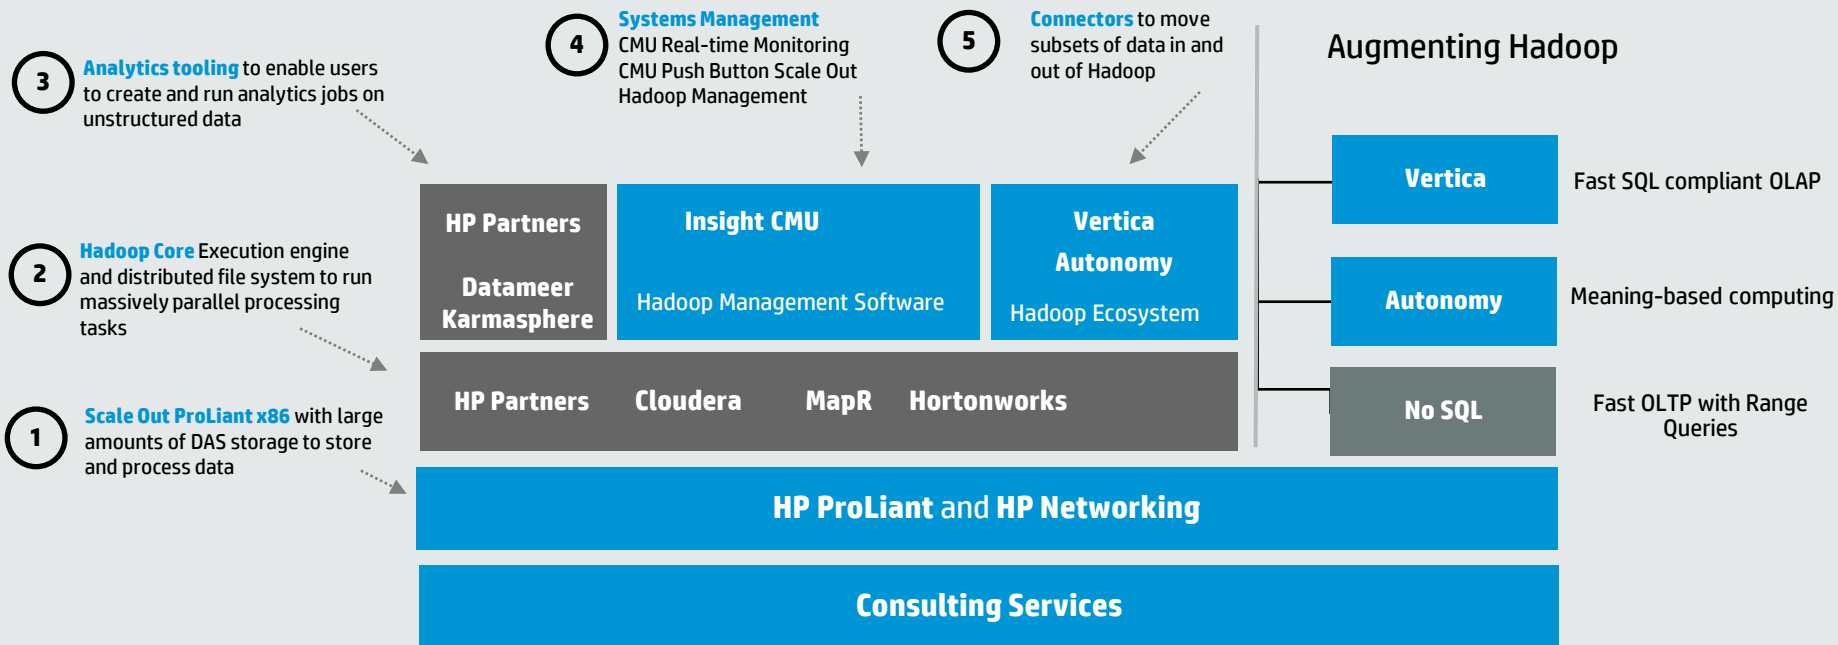 3
Analytics tooling to enable users
to create and run analytics jobs on
unstructured data
4
Systems Management
CMU Real-time Monitoring
CMU Push Button Scale Out
Hadoop Management
5
Connectors to move
subsets of data in and
out of Hadoop
Augmenting Hadoop
2
Hadoop Core Execution engine
and distributed file system to run
massively parallel processing
tasks
1
Scale Out ProLiant x86 with large
amounts of DAS storage to store
and process data
HP Partners
Datameer
Karmasphere
Insight CMU
Hadoop Management Software
Vertica
Autonomy
Hadoop Ecosystem
HP Partners Cloudera MapR Hortonworks
Vertica
Fast SQL compliant OLAP
Autonomy
Meaning-based computing
No SQL
Fast OLTP with Range
Queries
HP ProLiant and HP Networking
Consulting Services